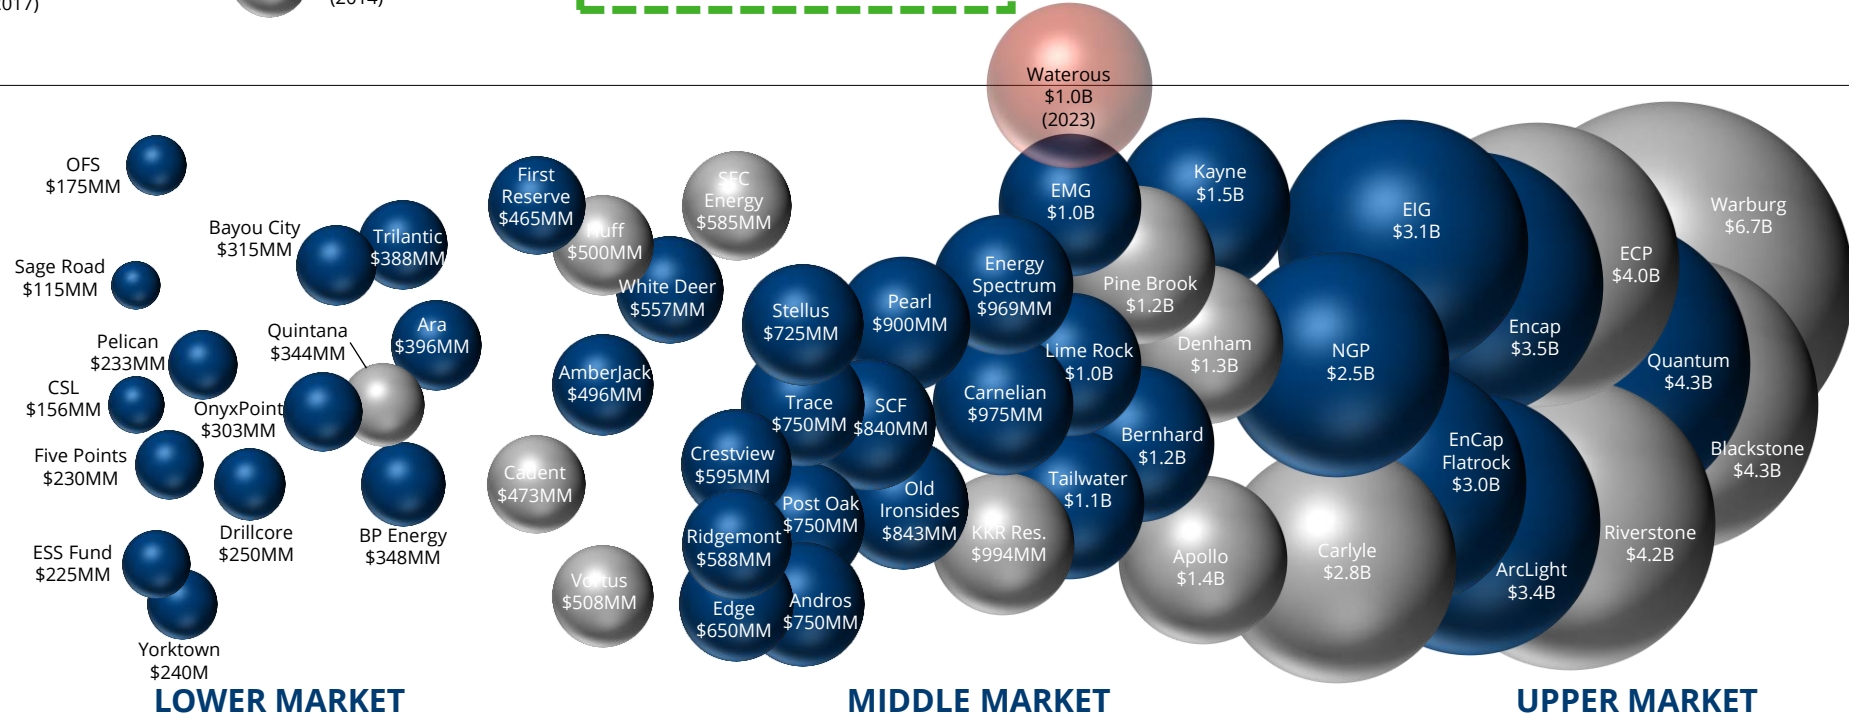 2017)
(2014)
Waterous
$1.0B
(2023)
OFS
$175MM
Bayou City
$315MM
Trilantic
$388MM
Sage Road
$115MM
Quintana
$344MM
Ara
$396MM
Pelican
$233MM
CSL
$156MM
OnyxPoint
$303MM
Five Points
$230MM
Drillcore
$250MM
BP Energy
$348MM
ESS Fund
$225MM
Yorktown
$240M
First
Reserve
$465MM
Huff
$500MM
SFC
Energy
$585MM
White Deer
$557MM
AmberJack
$496MM
Cadent
$473MM
Vortus
$508MM
Stellus
$725MM
Pearl
$900MM
Energy
Spectrum
$969MM
EMG
$1.0B
Kayne
$1.5B
Pine Brook
$1.2B
Denham
$1.3B
Lime Rock
$1.0B
Trace
$750MM
SCF
$840MM
Carnelian
$975MM
Crestview
$595MM
Post Oak
$750MM
Old
Ironsides
$843MM
Bernhard
$1.2B
Tailwater
$1.1B
Ridgemont
$588MM
KKR Res.
$994MM
Edge
$650MM
Andros
$750MM
Apollo
$1.4B
EIG
$3.1B
NGP
$2.5B
Encap
$3.5B
ECP
$4.0B
Warburg
$6.7B
Quantum
$4.3B
Blackstone
$4.3B
EnCap
Flatrock
$3.0B
Riverstone
$4.2B
Carlyle
$2.8B
ArcLight
$3.4B
LOWER MARKET
MIDDLE MARKET
UPPER MARKET